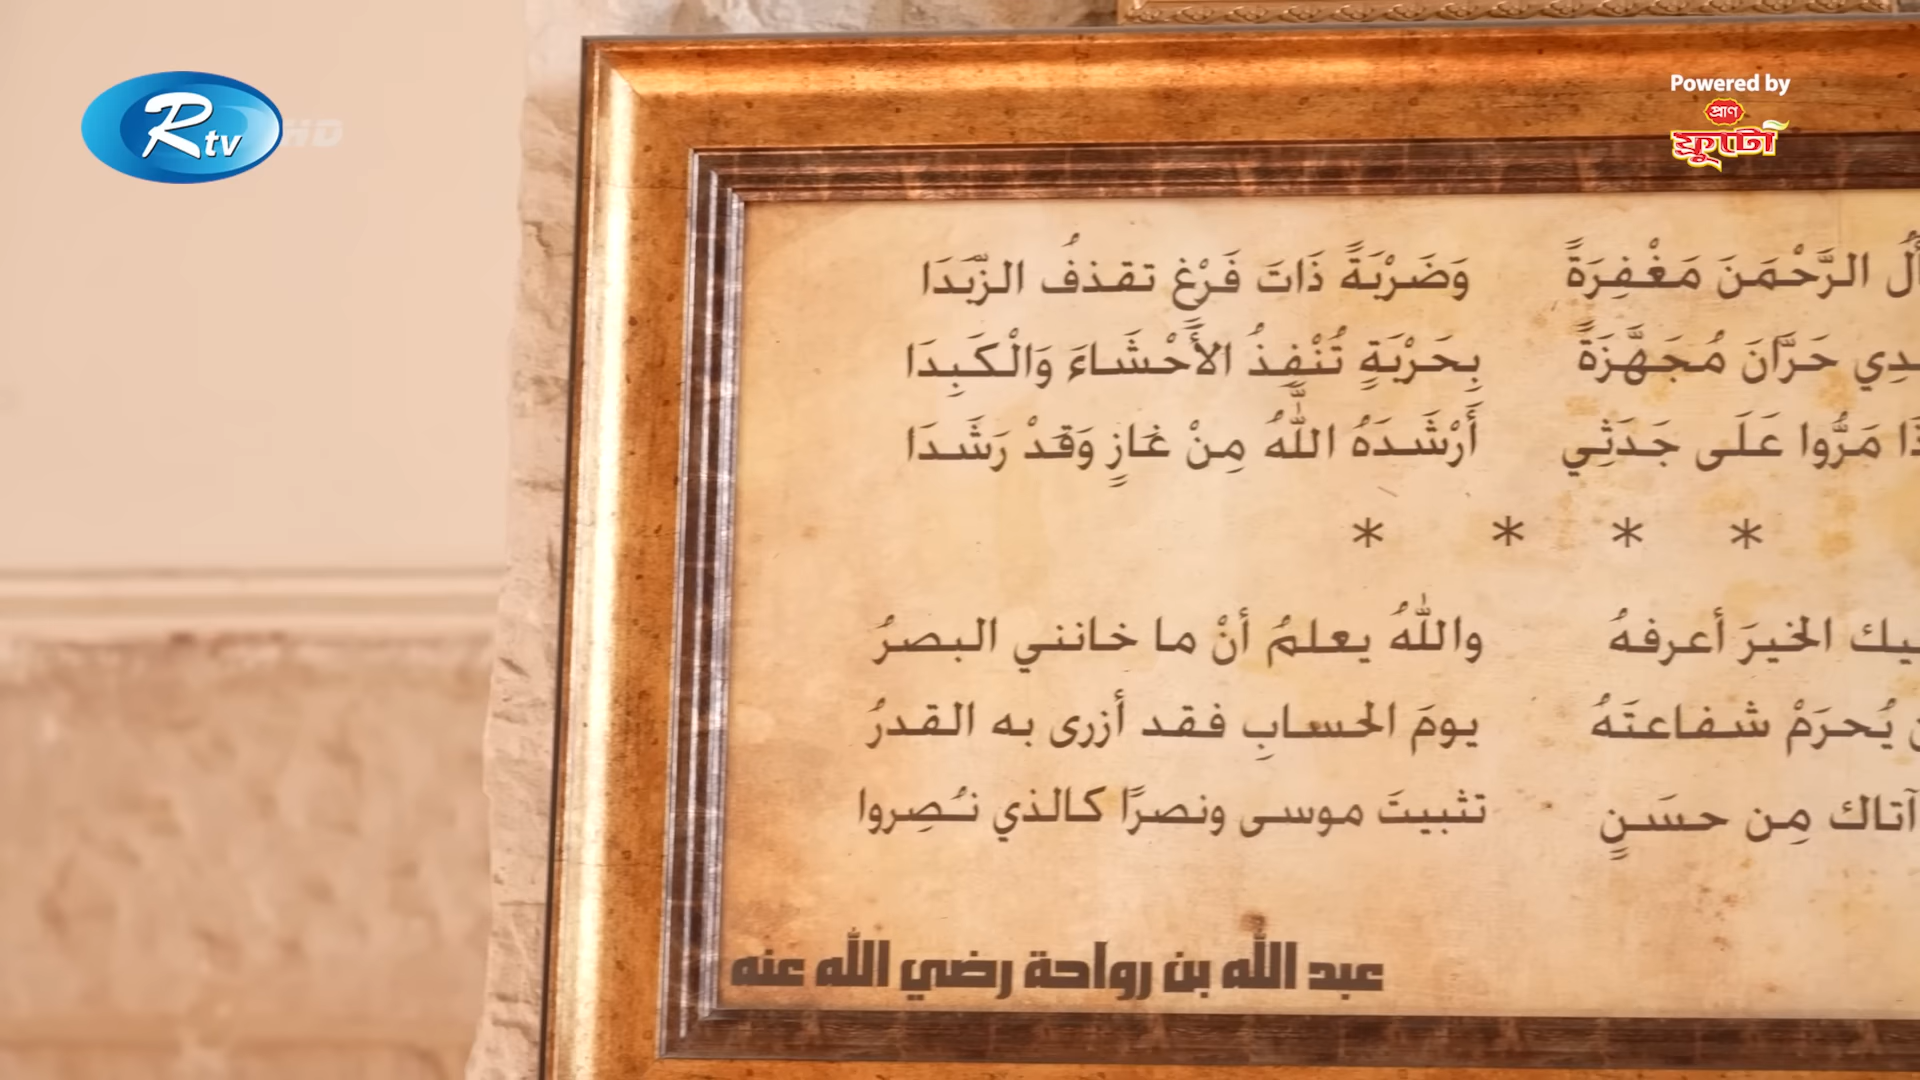 Rtv HD
Powered by
প্রাণ
ফ্রুটো
الرَّحْمَنَ مَغْفِرَةً وَضَرْبَةً ذَاتَ فَرْغٍ تقذفُ الزَّبَدَا
حَرَّانَ مُجَهَّزَةً بِحَرْبَةٍ تُنْفِذُ الأَحْشَاءَ وَالْكَبِدَا
مَرُّوا عَلَى جَدَثِي أَرْشَدَهُ اللَّهُ مِنْ غَازٍ وَقَدْ رَشَدَا
* * * *
الخيرَ أعرفهُ واللهُ يعلمُ أنْ ما خانني البصرُ
يُحرَمْ شفاعتَهُ يومَ الحسابِ فقد أزرى به القدرُ
آتاك مِن حسَنٍ تثبيتَ موسى ونصرًا كالذي نُصِروا
عبد الله بن رواحة رضي الله عنه